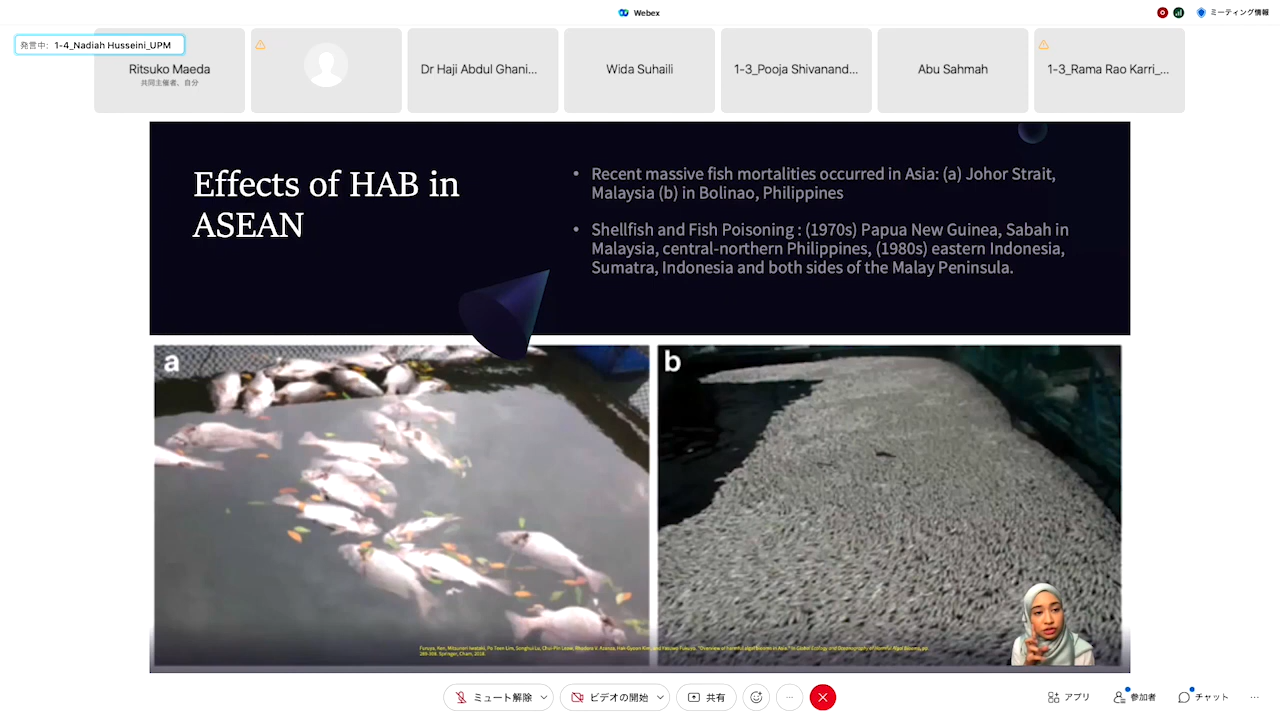 Webex
ミーティング情報
発言中: 1-4_Nadiah Husseini_UPM
Ritsuko Maeda
共同主催者、自分
Dr Haji Abdul Ghani...
Wida Suhaili
1-3_Pooja Shivanand...
Abu Sahmah
1-3_Rama Rao Karri_...
Effects of HAB in
ASEAN
• Recent massive fish mortalities occurred in Asia: (a) Johor Strait,
Malaysia (b) in Bolinao, Philippines
• Shellfish and Fish Poisoning : (1970s) Papua New Guinea, Sabah in
Malaysia, central-northern Philippines, (1980s) eastern Indonesia,
Sumatra, Indonesia and both sides of the Malay Peninsula.
a
b
289-308. Springer, Cham, 2018.
ミュート解除
ビデオの開始
共有
アプリ
参加者
チャット